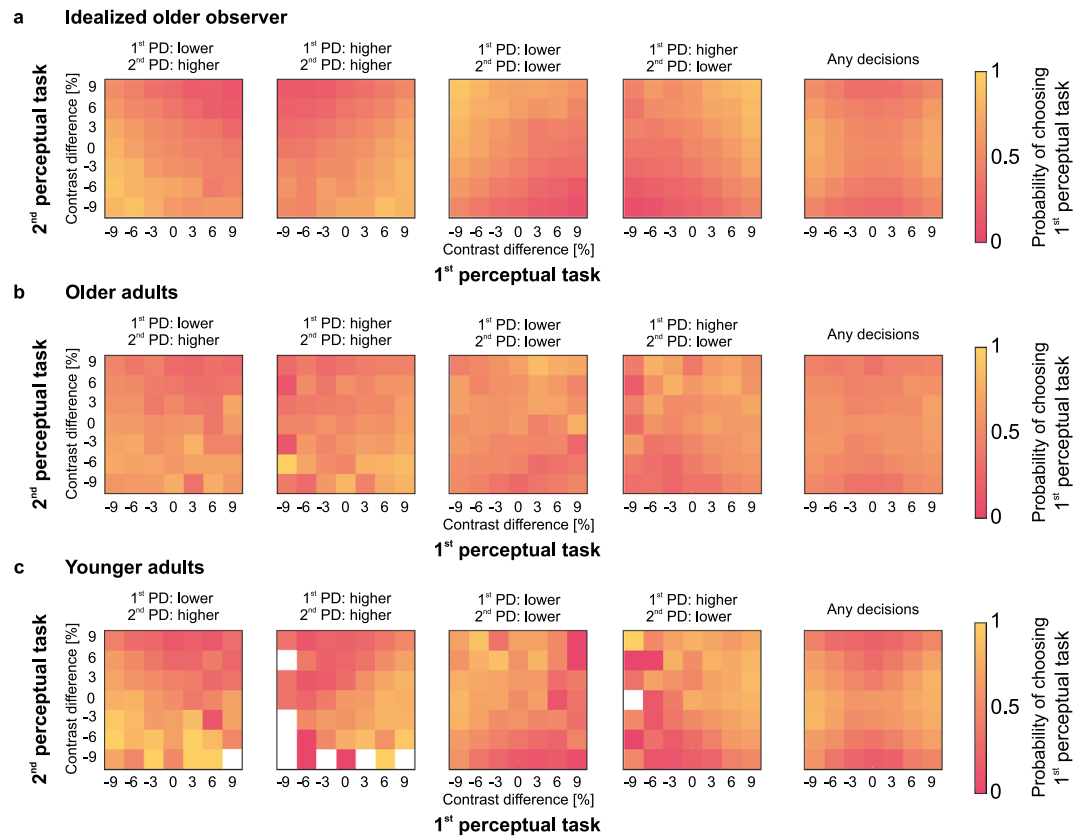 a Idealized older observer
1st PD: lower
2nd PD: higher
1st PD: higher
2nd PD: higher
1st PD: lower
2nd PD: lower
1st PD: higher
2nd PD: lower
Any decisions
2nd perceptual task
Contrast difference [%]
9
6
3
0
-3
-6
-9
-9 -6 -3 0 3 6 9
-9 -6 -3 0 3 6 9
-9 -6 -3 0 3 6 9
-9 -6 -3 0 3 6 9
-9 -6 -3 0 3 6 9
Contrast difference [%]
1st perceptual task
1
0.5
0
Probability of choosing
1st perceptual task
b Older adults
1st PD: lower
2nd PD: higher
1st PD: higher
2nd PD: higher
1st PD: lower
2nd PD: lower
1st PD: higher
2nd PD: lower
Any decisions
2nd perceptual task
Contrast difference [%]
9
6
3
0
-3
-6
-9
-9 -6 -3 0 3 6 9
-9 -6 -3 0 3 6 9
-9 -6 -3 0 3 6 9
-9 -6 -3 0 3 6 9
-9 -6 -3 0 3 6 9
Contrast difference [%]
1st perceptual task
1
0.5
0
Probability of choosing
1st perceptual task
c Younger adults
1st PD: lower
2nd PD: higher
1st PD: higher
2nd PD: higher
1st PD: lower
2nd PD: lower
1st PD: higher
2nd PD: lower
Any decisions
2nd perceptual task
Contrast difference [%]
9
6
3
0
-3
-6
-9
-9 -6 -3 0 3 6 9
-9 -6 -3 0 3 6 9
-9 -6 -3 0 3 6 9
-9 -6 -3 0 3 6 9
-9 -6 -3 0 3 6 9
Contrast difference [%]
1st perceptual task
1
0.5
0
Probability of choosing
1st perceptual task